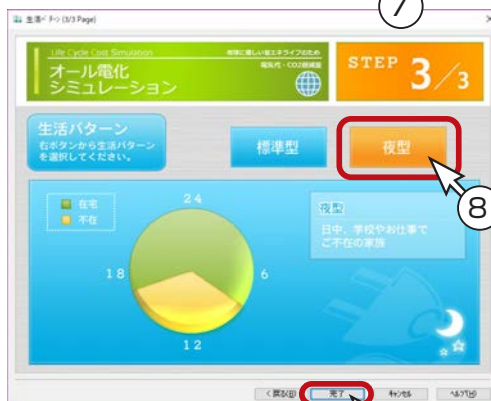 ⑦
生活ﾊﾟﾀｰﾝ (3/3 Page)
Life Cycle Cost Simulation
オール電化
シミュレーション
地球に優しい省エネライフのため
電気代・CO2削減量
STEP 3/3
生活パターン
右ボタンから生活パターン
を選択してください。
標準型
夜型
⑧
在宅
不在
24
18
6
12
夜型
日中、学校やお仕事で
ご不在の家族
< 戻る(B)
完了
ｷｬﾝｾﾙ
ﾍﾙﾌﾟ(H)